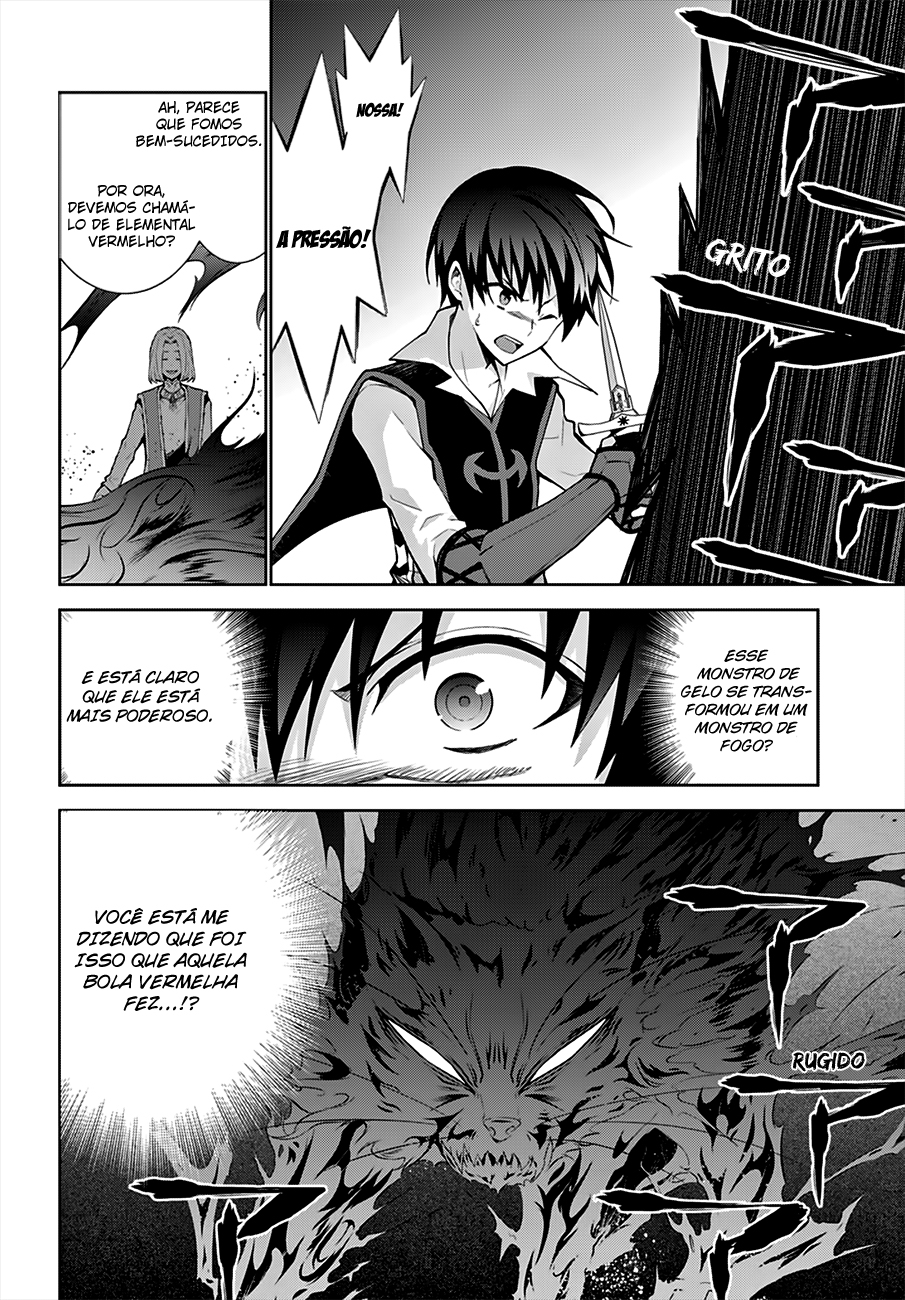 NOSSA!
A PRESSÃO!
GRITO
AH, PARECE
QUE FOMOS
BEM-SUCEDIDOS.
POR ORA,
DEVEMOS CHAMÁ-
LO DE ELEMENTAL
VERMELHO?
ESSE
MONSTRO DE
GELO SE TRANS-
FORMOU EM UM
MONSTRO DE
FOGO?
E ESTÁ CLARO
QUE ELE ESTÁ
MAIS PODEROSO.
VOCÊ ESTÁ ME
DIZENDO QUE FOI
ISSO QUE AQUELA
BOLA VERMELHA
FEZ...!?
RUGIDO